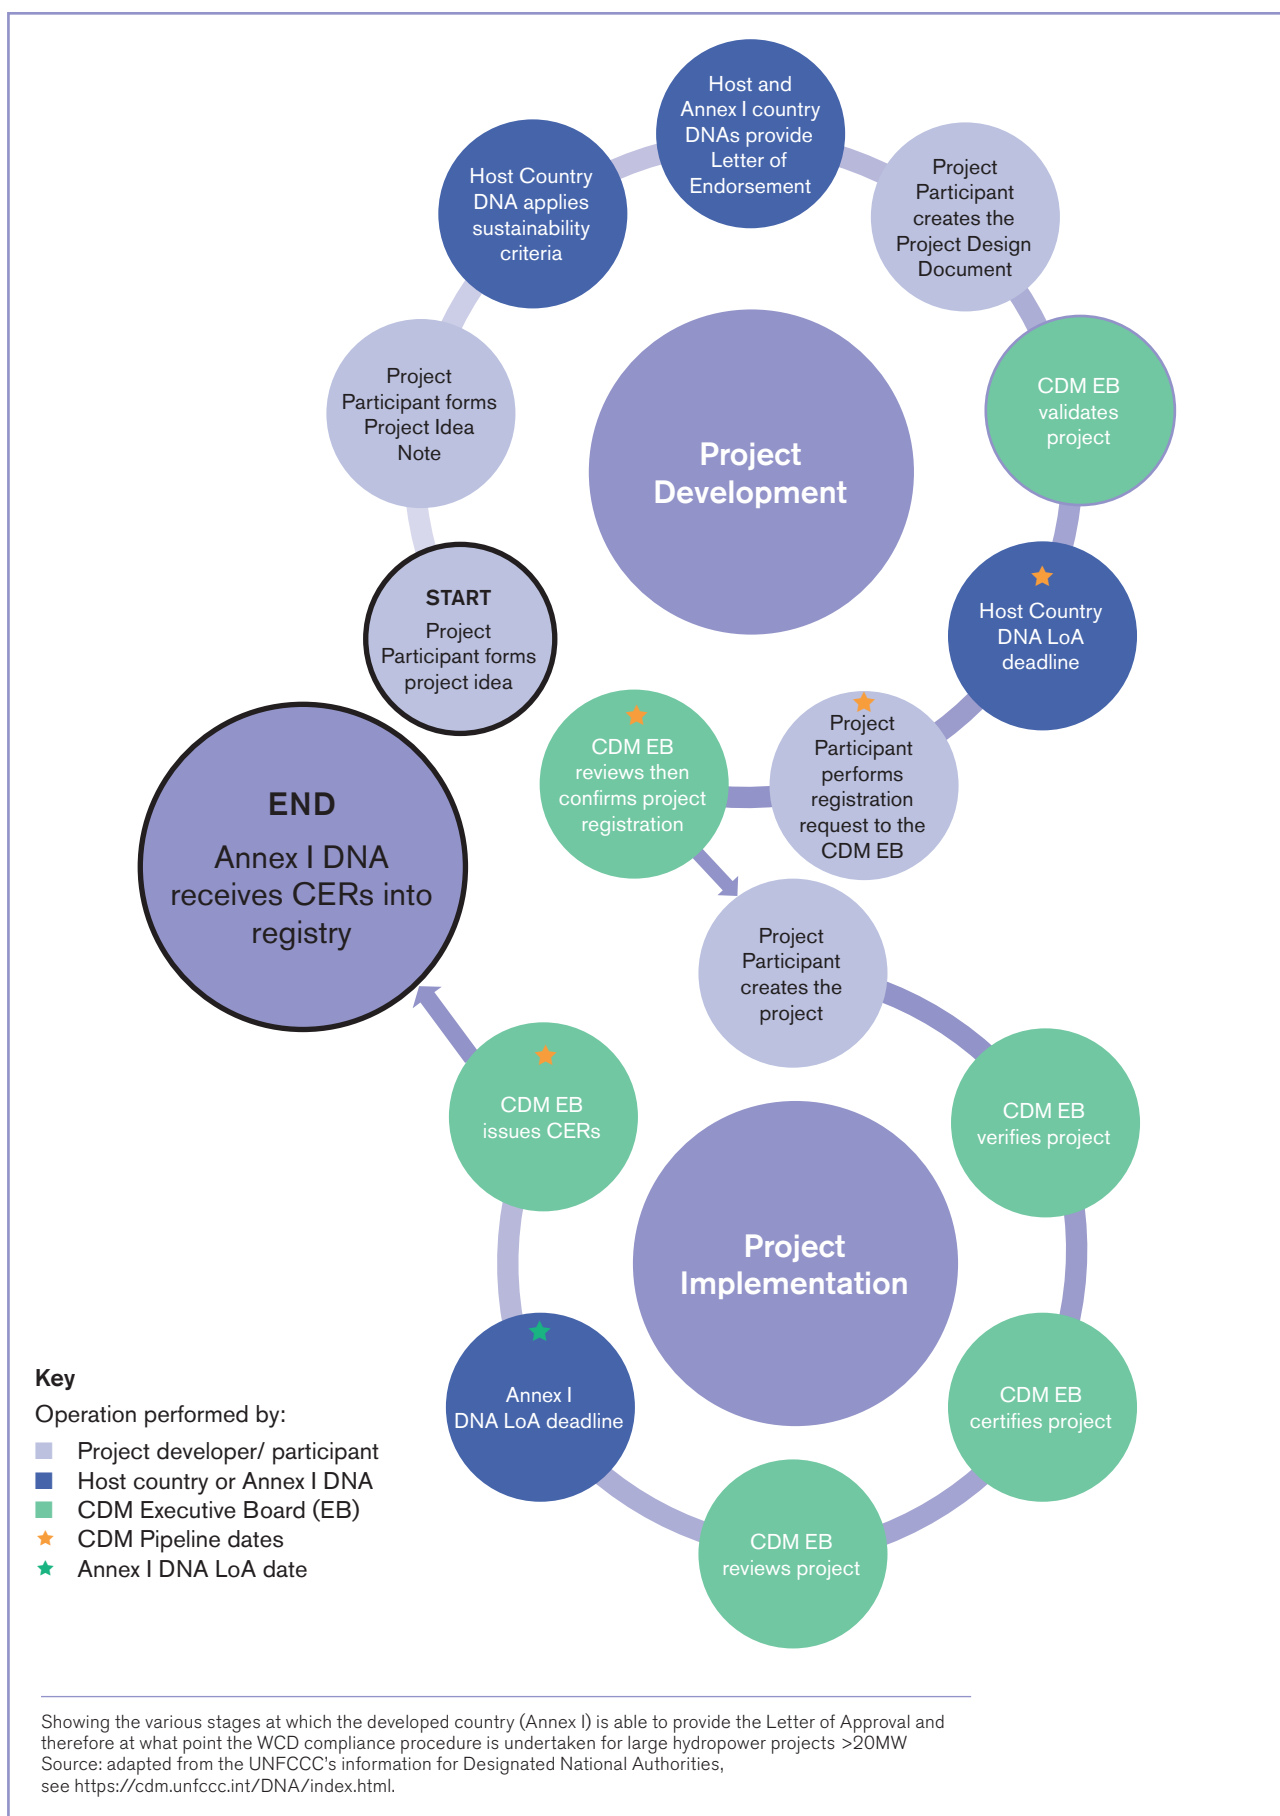 START
Project
Participant forms
project idea
Project
Participant forms
Project Idea
Note
Host Country
DNA applies
sustainability
criteria
Host and
Annex I country
DNAs provide
Letter of
Endorsement
Project
Participant
creates the
Project Design
Document
CDM EB
validates
project
Host Country
DNA LoA
deadline
Project
Participant
performs
registration
request to the
CDM EB
CDM EB
reviews then
confirms project
registration
Project
Development
Project
Participant
creates the
project
CDM EB
verifies project
CDM EB
certifies project
CDM EB
reviews project
Annex I
DNA LoA deadline
CDM EB
issues CERs
Project
Implementation
END
Annex I DNA
receives CERs into
registry
Key
Operation performed by:
Project developer/ participant
Host country or Annex I DNA
CDM Executive Board (EB)
CDM Pipeline dates
Annex I DNA LoA date
Showing the various stages at which the developed country (Annex I) is able to provide the Letter of Approval and
therefore at what point the WCD compliance procedure is undertaken for large hydropower projects >20MW
Source: adapted from the UNFCCC's information for Designated National Authorities,
see https://cdm.unfccc.int/DNA/index.html.